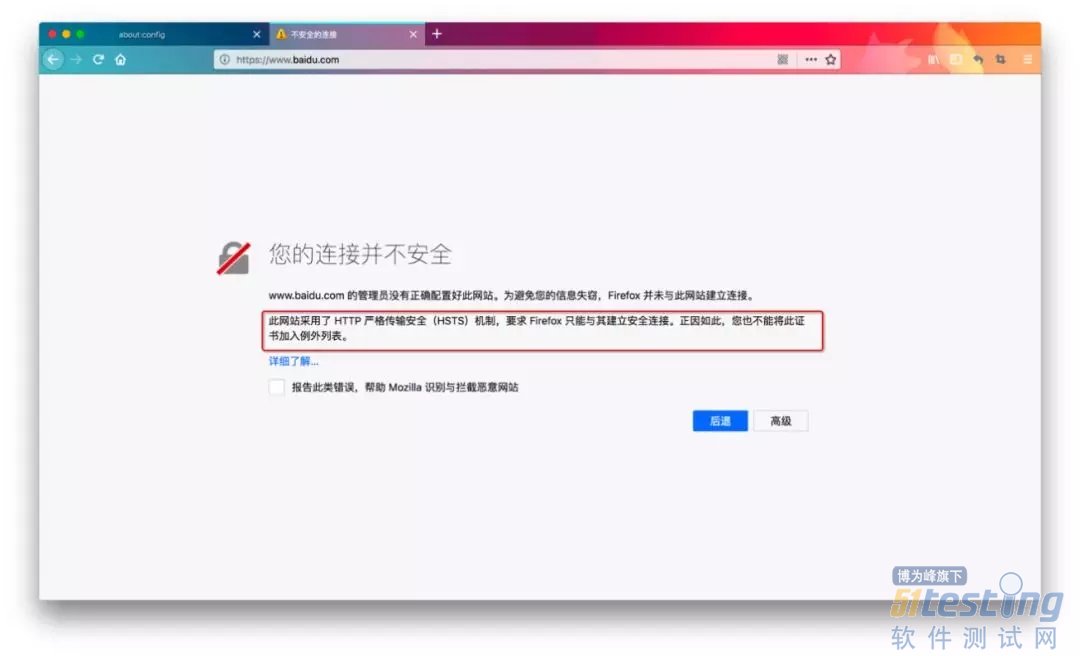 about:config
不安全的连接
https://www.baidu.com
您的连接并不安全
www.baidu.com 的管理员没有正确配置好此网站。为避免您的信息失窃，Firefox 并未与此网站建立连接。
此网站采用了 HTTP 严格传输安全（HSTS）机制，要求 Firefox 只能与其建立安全连接。正因如此，您也不能将此证
书加入例外列表。
详细了解…
报告此类错误，帮助 Mozilla 识别与拦截恶意网站
后退
高级
博为峰旗下
51testing
软件测试网